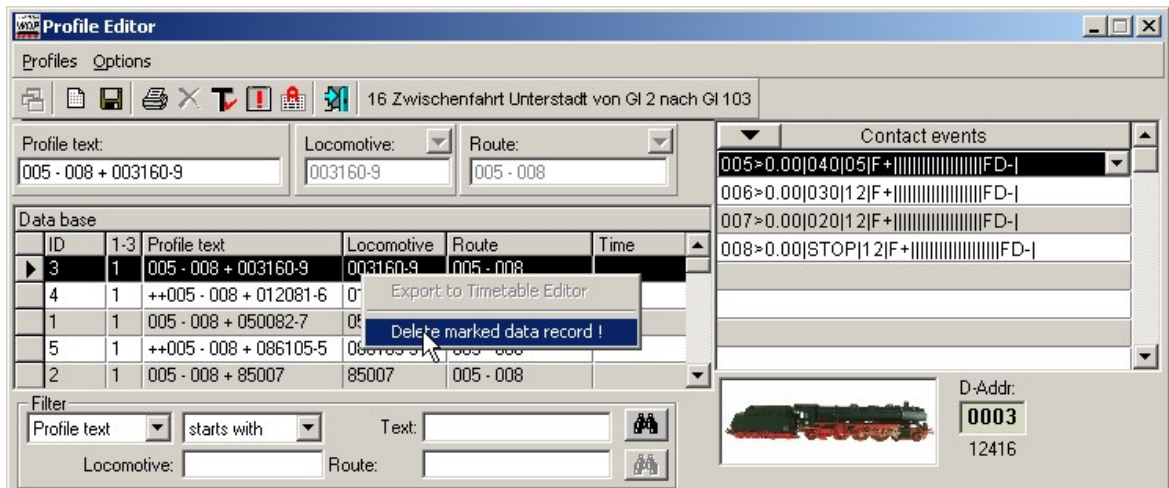 Profile Editor
Profiles Options
16 Zwischenfahrt Unterstadt von Gl 2 nach Gl 103
Profile text: Locomotive: Route:
005 - 008 + 003160-9 003160-9 005 - 008
Contact events
005>0.00|040|05|F+||||||||||||||||||||FD-|
006>0.00|030|12|F+||||||||||||||||||||FD-|
007>0.00|020|12|F+||||||||||||||||||||FD-|
008>0.00|STOP|12|F+||||||||||||||||||||FD-|
Data base
ID 1-3 Profile text Locomotive Route Time
3 1 005 - 008 + 003160-9 003160-9 005 - 008
4 1 ++005 - 008 + 012081-6
1 1 005 - 008 + 050082-7
5 1 ++005 - 008 + 086105-5 086105-5 005 - 008
2 1 005 - 008 + 85007 85007 005 - 008
Export to Timetable Editor
Delete marked data record !
Filter
Profile text starts with Text:
Locomotive: Route:
D-Addr:
0003
12416